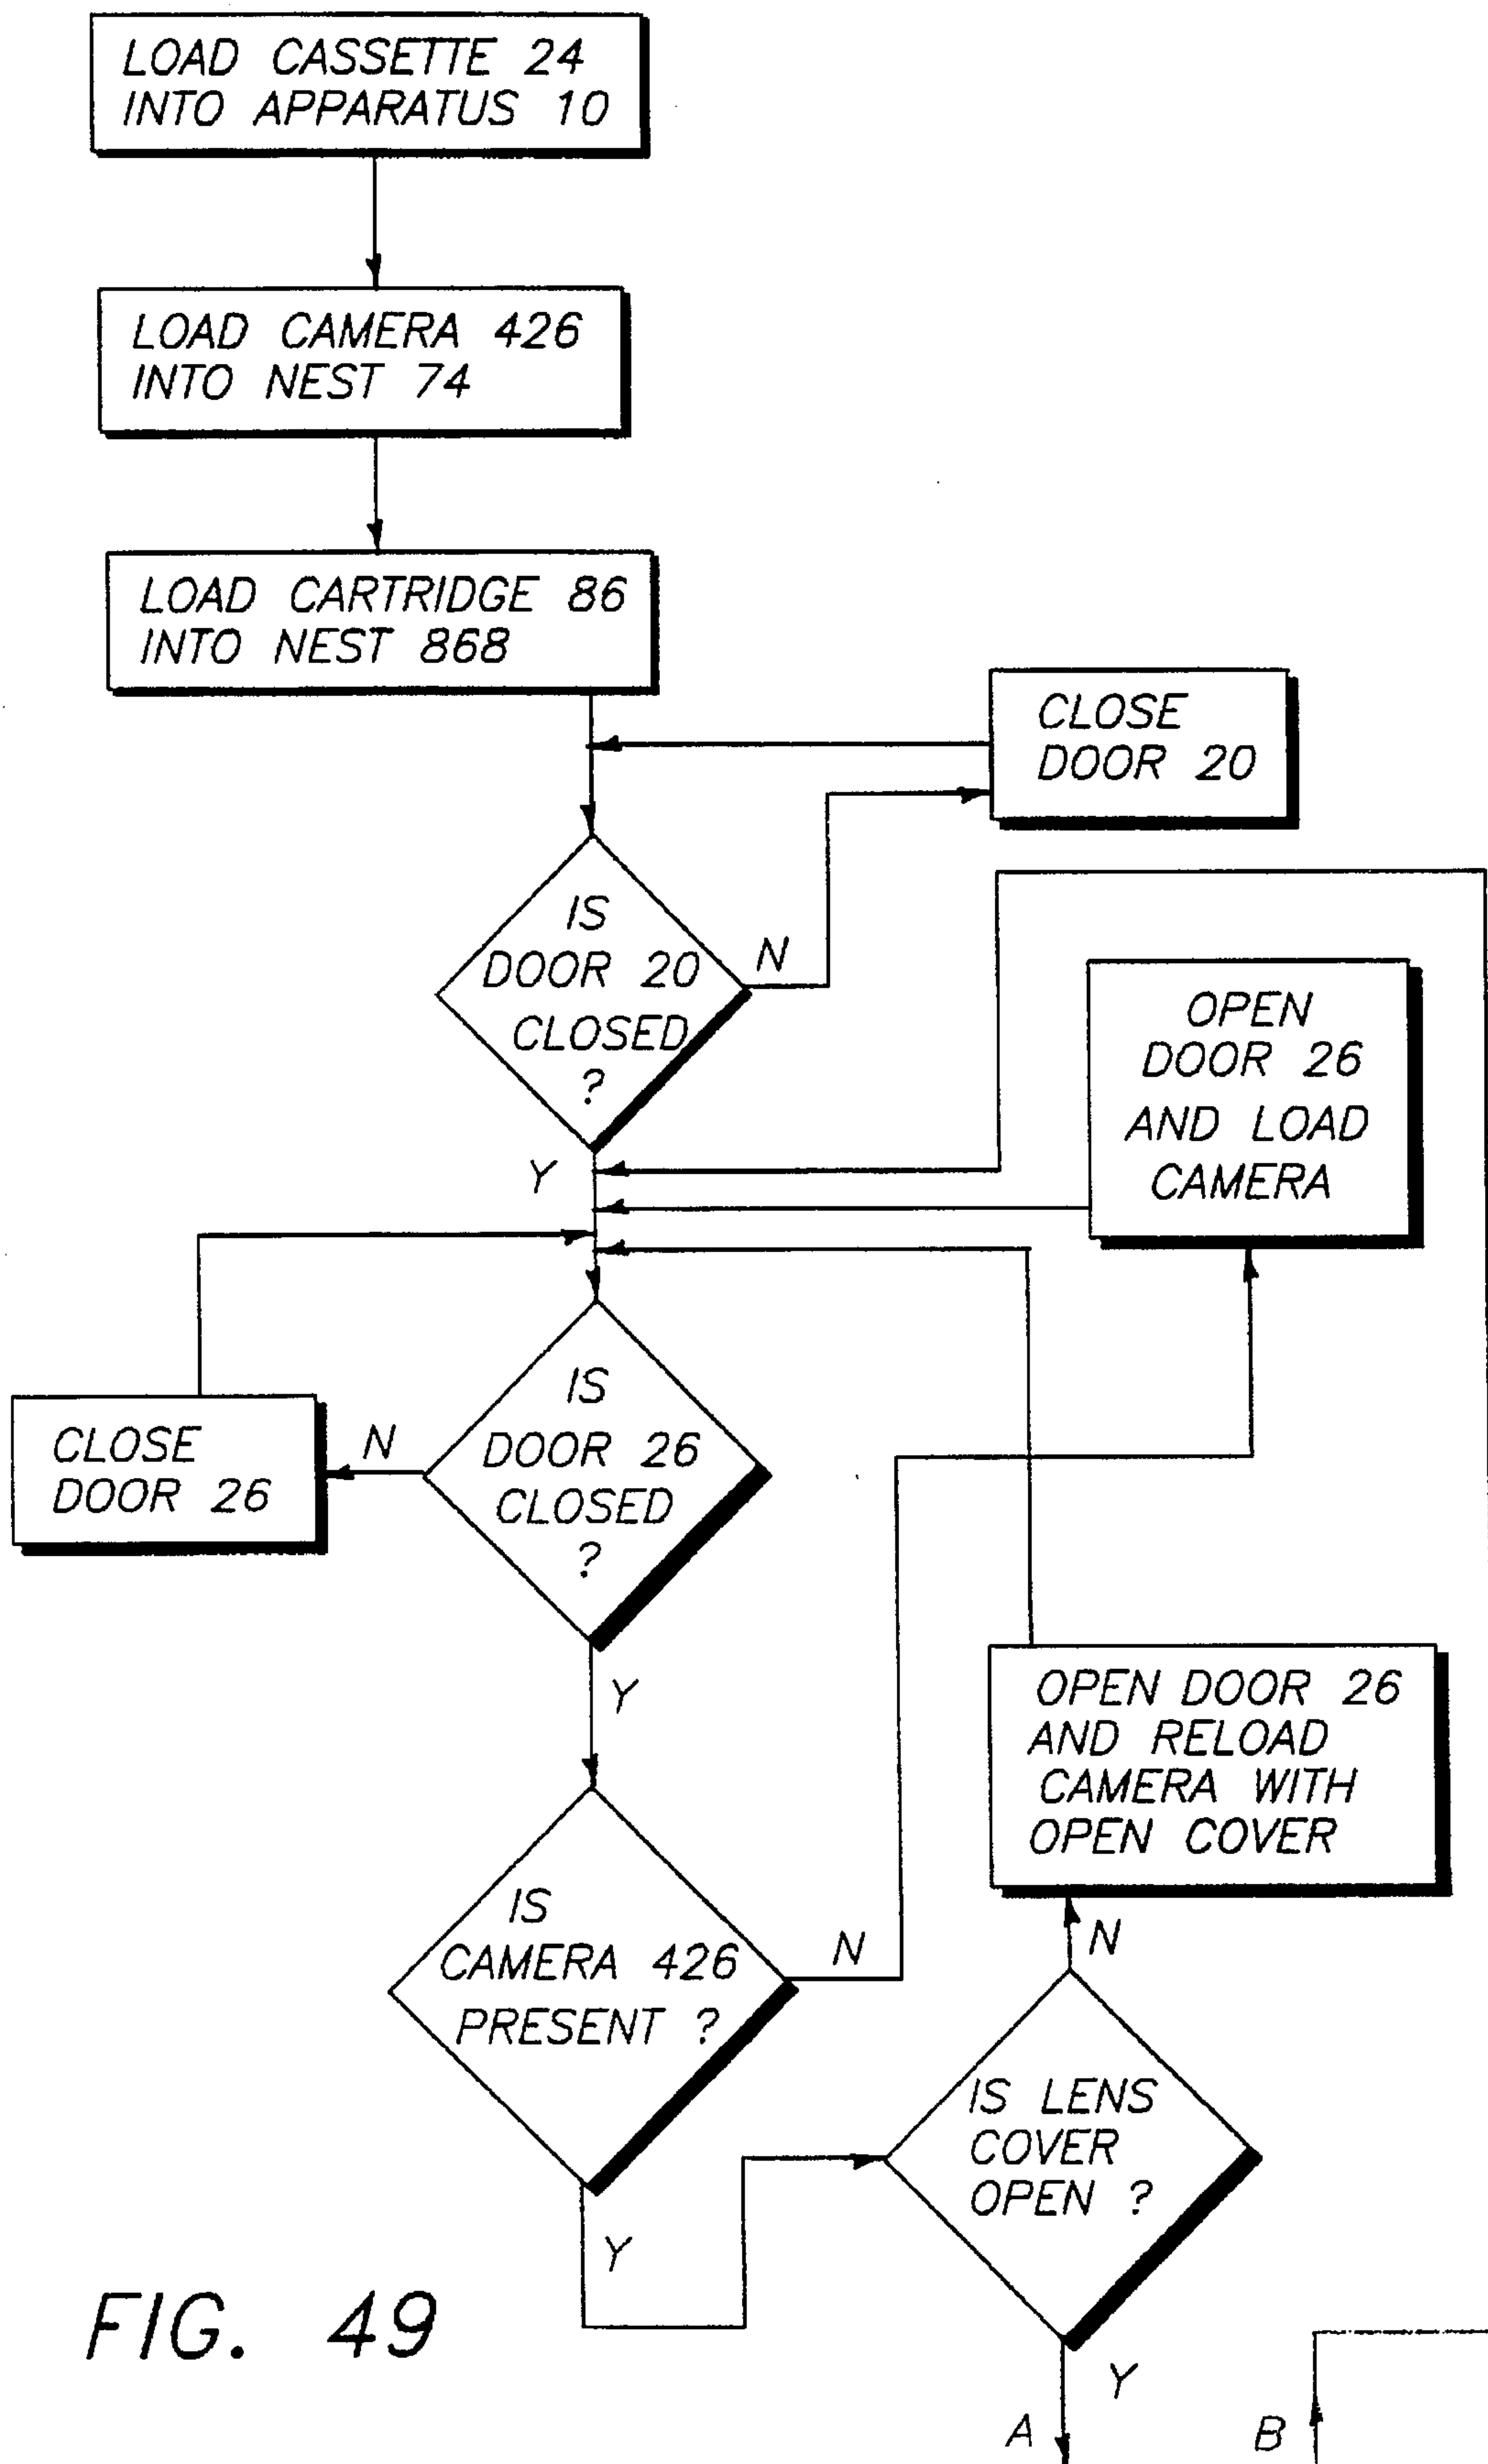 LOAD CASSETTE 24
INTO APPARATUS 10
LOAD CAMERA 426
INTO NEST 74
LOAD CARTRIDGE 86
INTO NEST 868
CLOSE
DOOR 20
IS
DOOR 20
CLOSED
?
N
Y
OPEN
DOOR 26
AND LOAD
CAMERA
IS
DOOR 26
CLOSED
?
N
CLOSE
DOOR 26
Y
OPEN DOOR 26
AND RELOAD
CAMERA WITH
OPEN COVER
IS
CAMERA 426
PRESENT ?
N
Y
N
IS LENS
COVER
OPEN ?
Y
A
B
FIG. 49